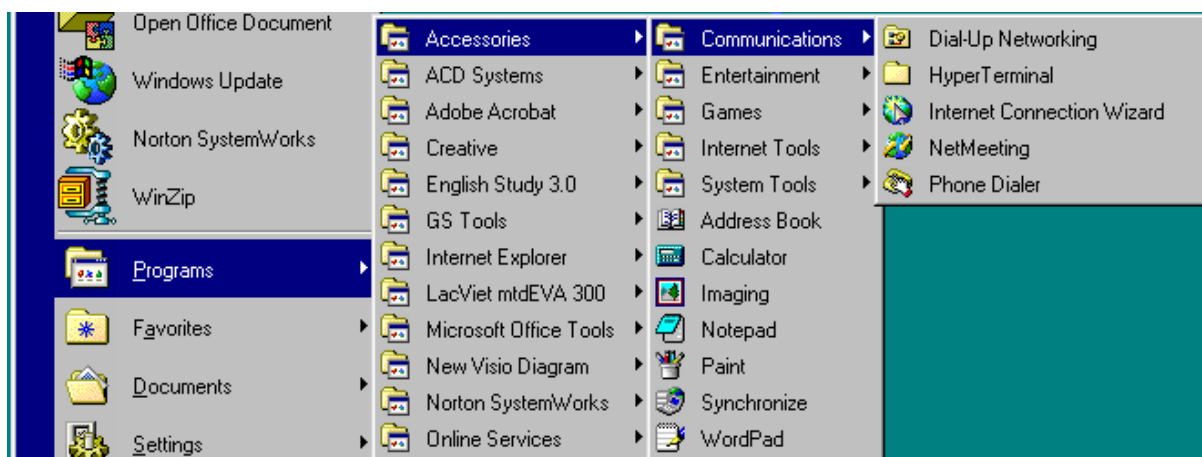 Open Office Document
Windows Update
Norton SystemWorks
WinZip
Programs
Favorites
Documents
Settings
Accessories
ACD Systems
Adobe Acrobat
Creative
English Study 3.0
GS Tools
Internet Explorer
LacViet mtdEVA 300
Microsoft Office Tools
New Visio Diagram
Norton SystemWorks
Online Services
Communications
Entertainment
Games
Internet Tools
System Tools
Address Book
Calculator
Imaging
Notepad
Paint
Synchronize
WordPad
Dial-Up Networking
HyperTerminal
Internet Connection Wizard
NetMeeting
Phone Dialer